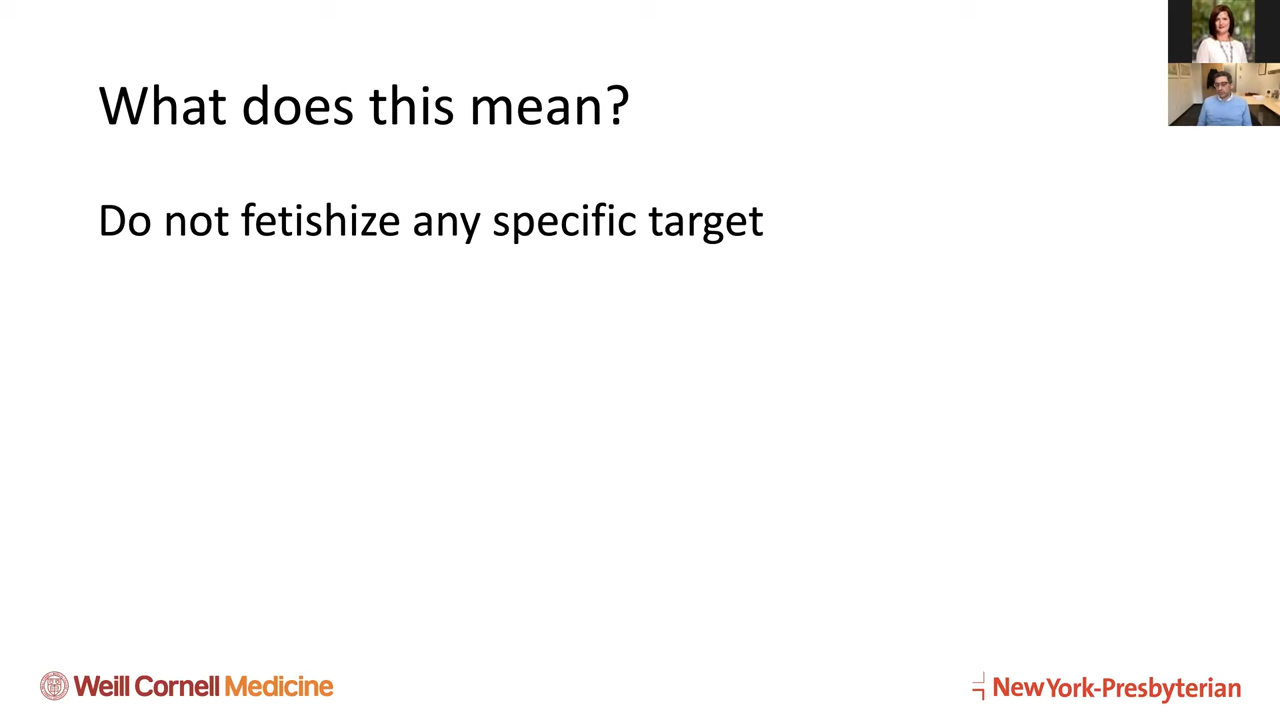 What does this mean?
Do not fetishize any specific target
Weill Cornell Medicine
NewYork-Presbyterian